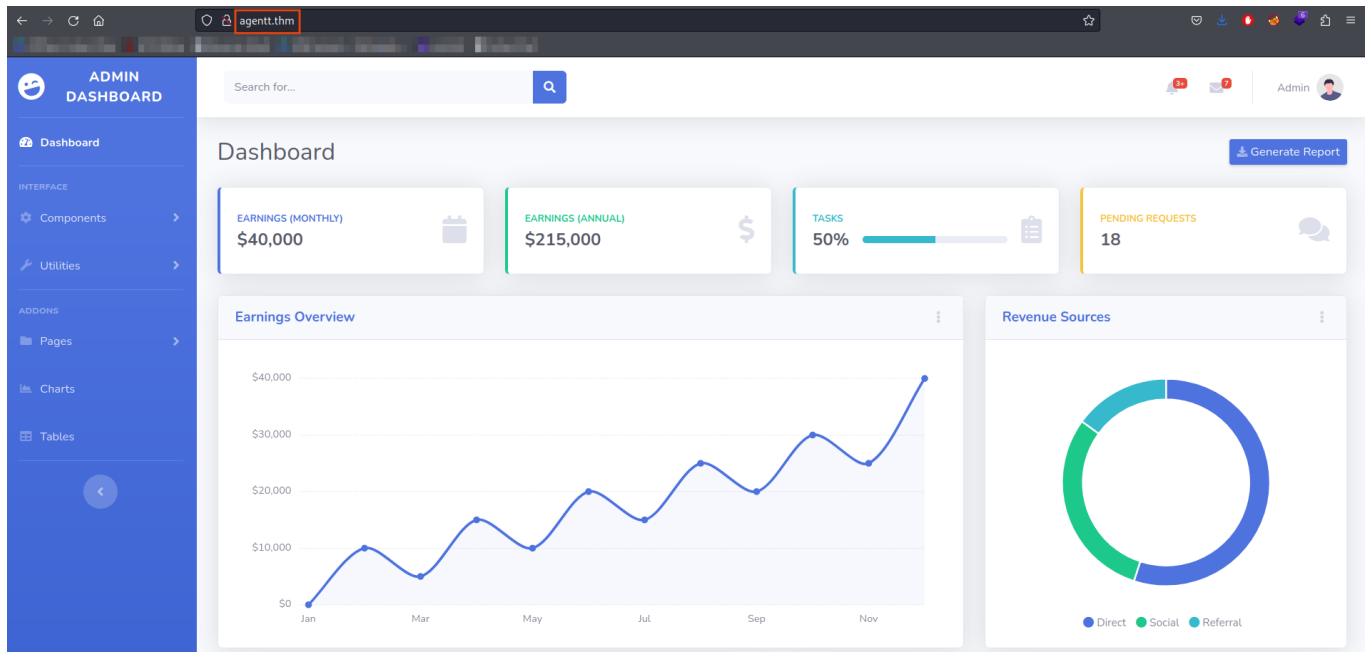 agentt.thm
6
ADMIN
DASHBOARD
Search for...
3+
7
Admin
Dashboard
Dashboard
Generate Report
INTERFACE
Components
Utilities
EARNINGS (MONTHLY)
$40,000
EARNINGS (ANNUAL)
$215,000
TASKS
50%
PENDING REQUESTS
18
ADDONS
Pages
Charts
Tables
Earnings Overview
$40,000
$30,000
$20,000
$10,000
$0
Jan Mar May Jul Sep Nov
Revenue Sources
Direct Social Referral